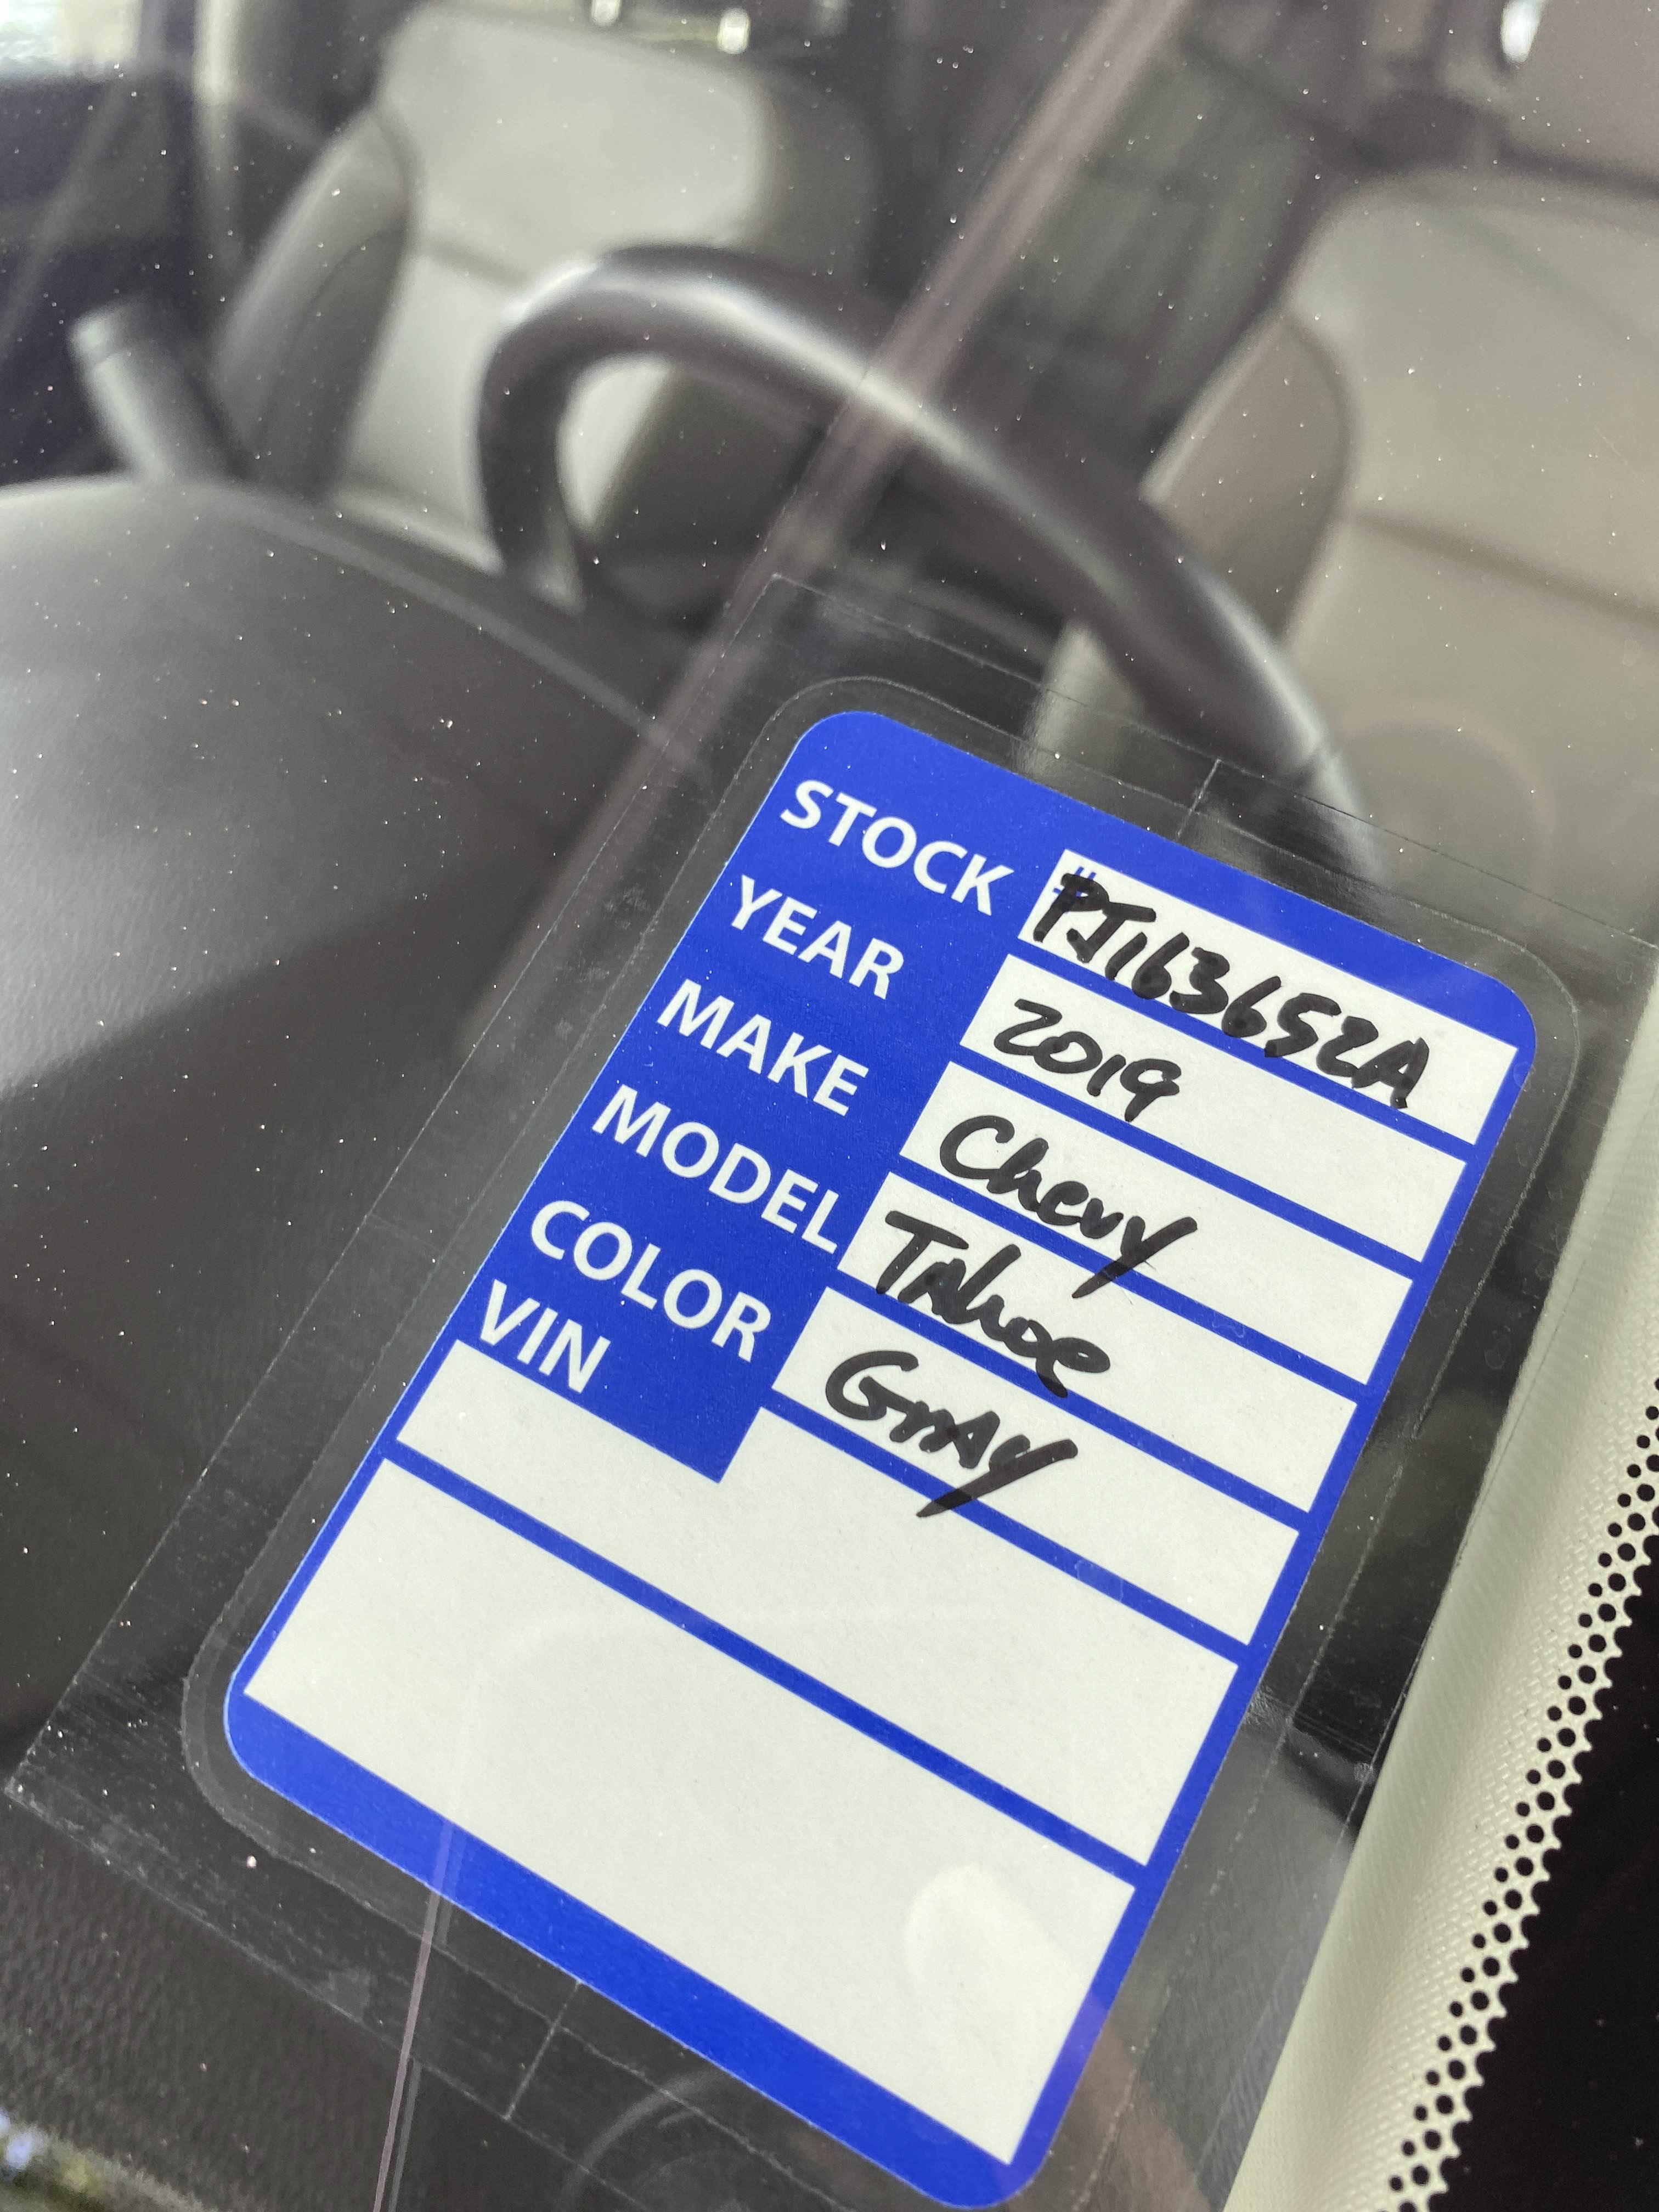 STOCK # PJ163652A
YEAR 2019
MAKE Chevy
MODEL TAhoe
COLOR GrAy
VIN